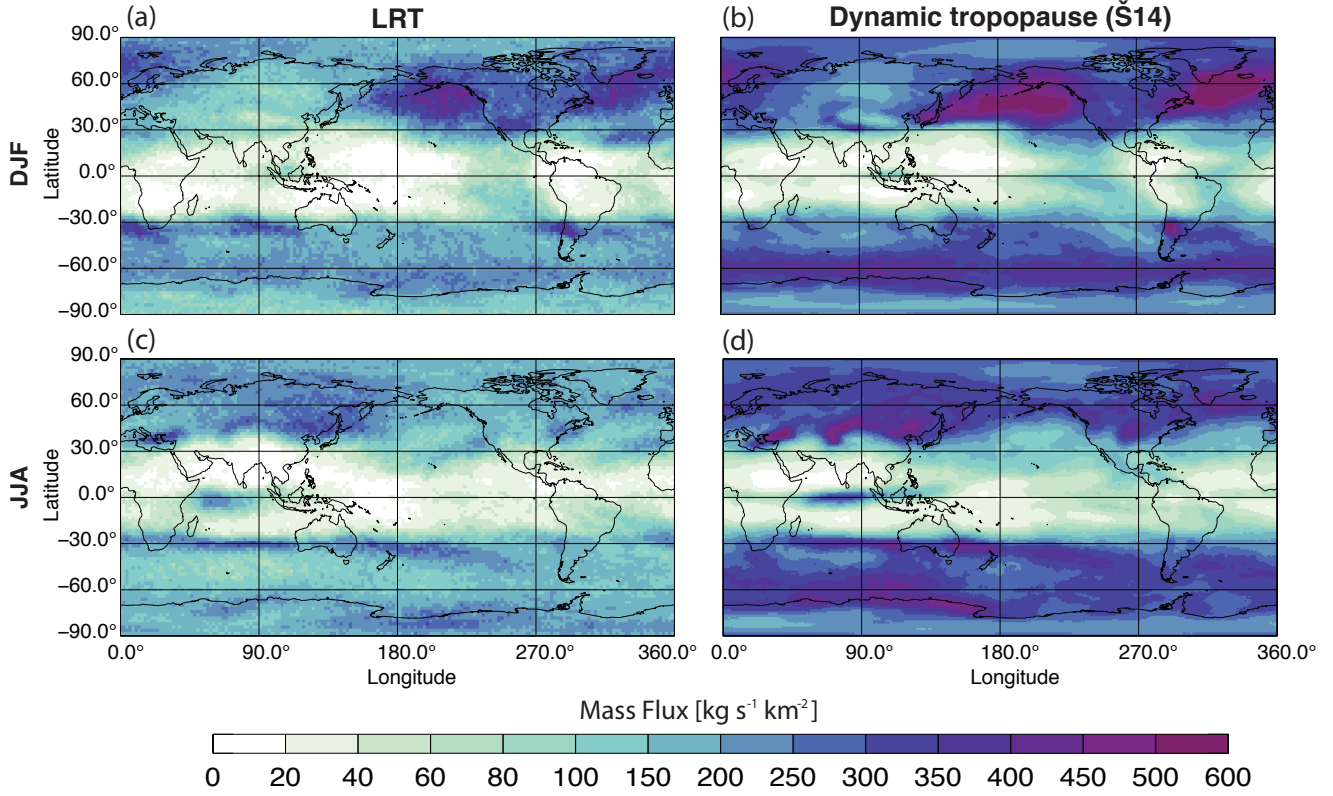 (a) LRT
(b) Dynamic tropopause (Š14)
DJF
Latitude
90.0°
60.0°
30.0°
0.0°
−30.0°
−60.0°
−90.0°
(c)
(d)
JJA
Latitude
90.0°
60.0°
30.0°
0.0°
−30.0°
−60.0°
−90.0°
0.0° 90.0° 180.0° 270.0° 360.0°
Longitude
0.0° 90.0° 180.0° 270.0° 360.0°
Longitude
Mass Flux [kg s⁻¹ km⁻²]
0 20 40 60 80 100 150 200 250 300 350 400 450 500 600